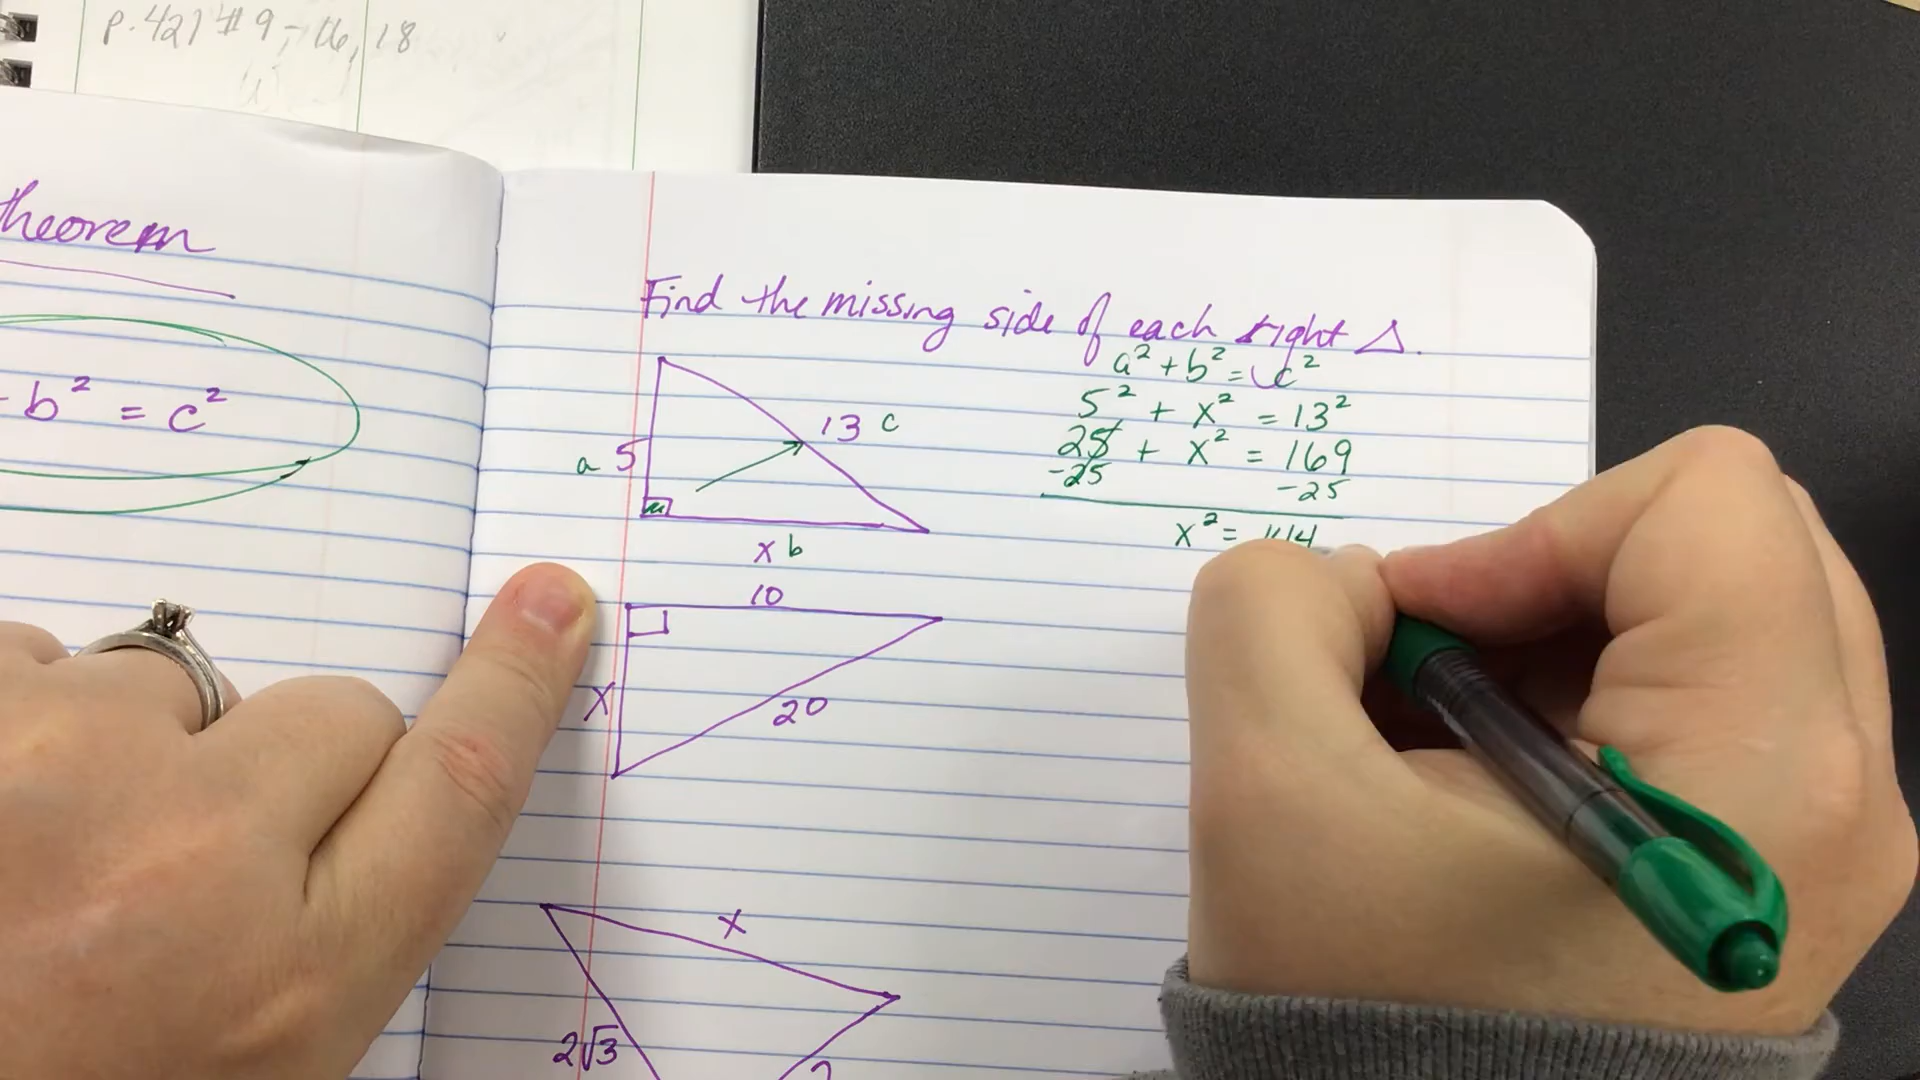 p.421 #9-16, 18
theorem
b² = c²
Find the missing side of each right △.
a² + b² = c²
5² + x² = 13²
25 + x² = 169
-25 -25
x² = 144
13 c
a 5
x b
10
x
20
x
2√3